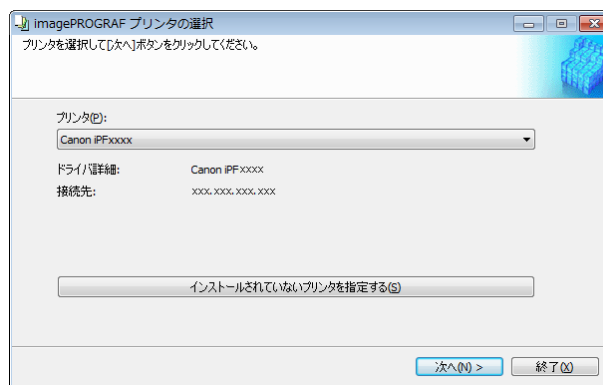 imagePROGRAF プリンタの選択
プリンタを選択して[次へ]ボタンをクリックしてください。
プリンタ(P):
Canon iPFxxxx
ドライバ詳細: Canon iPFxxxx
接続先: xxx.xxx.xxx.xxx
インストールされていないプリンタを指定する(S)
次へ(N) > 終了(X)